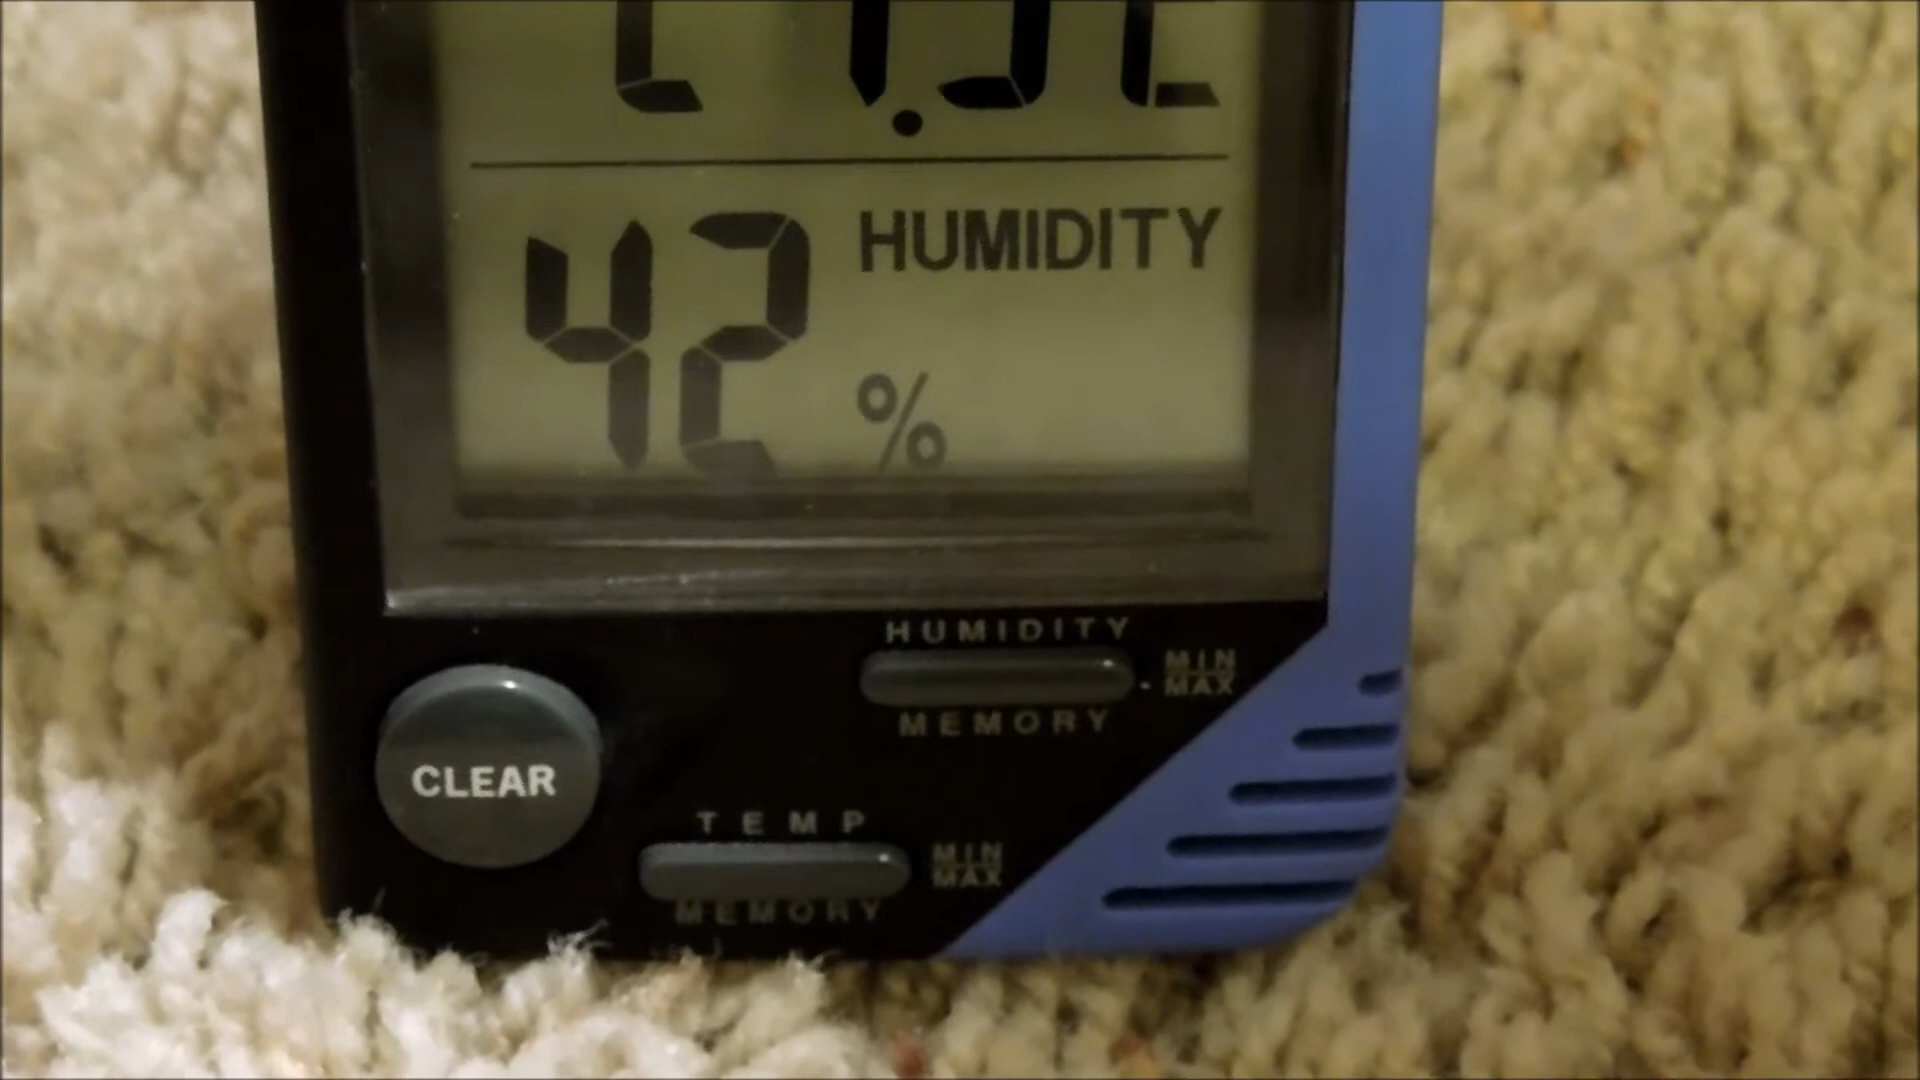 HUMIDITY
42 %
HUMIDITY
MIN
MAX
MEMORY
CLEAR
TEMP
MIN
MAX
MEMORY